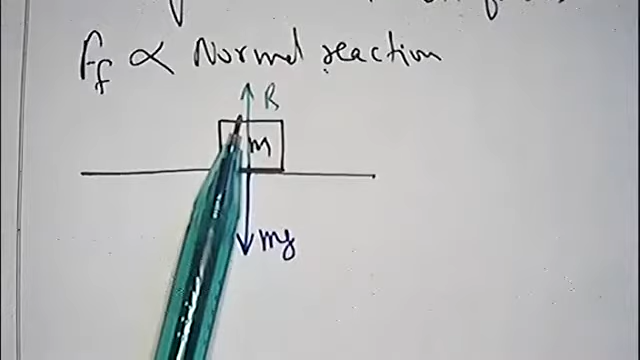 Ff ∝ Normal reaction
R
m
mg